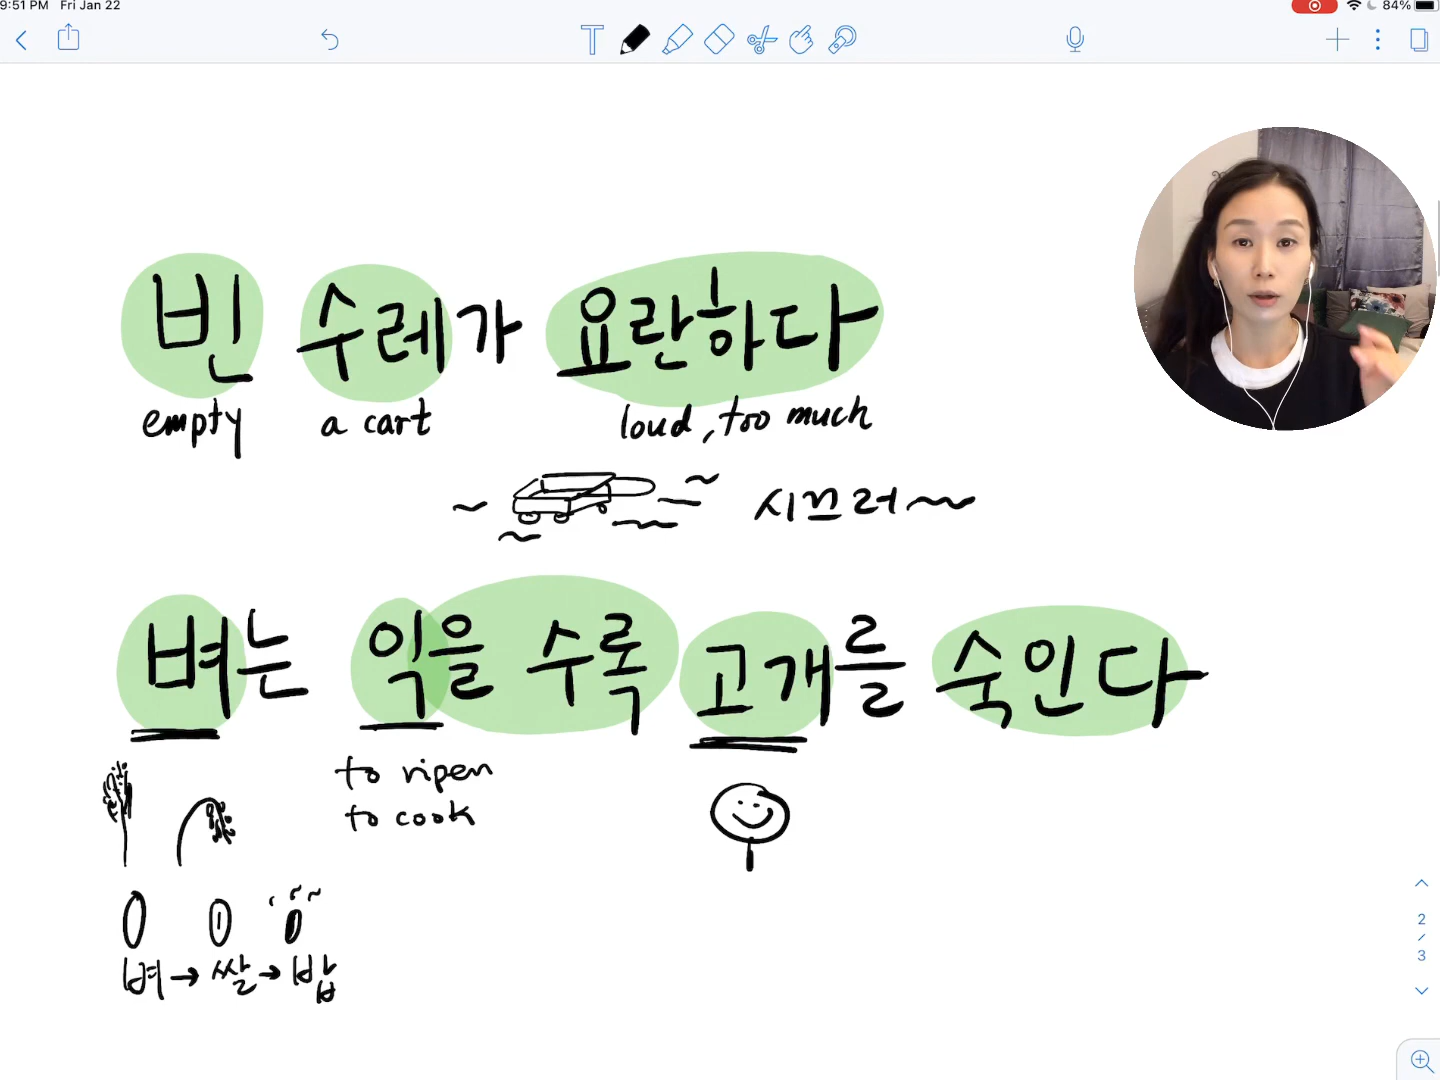 9:51 PM Fri Jan 22
84%
T
빈 수레가 요란하다
empty a cart loud, too much
시끄러~~
벼는 익을 수록 고개를 숙인다
to ripen
to cook
벼→쌀→밥
2
/
3